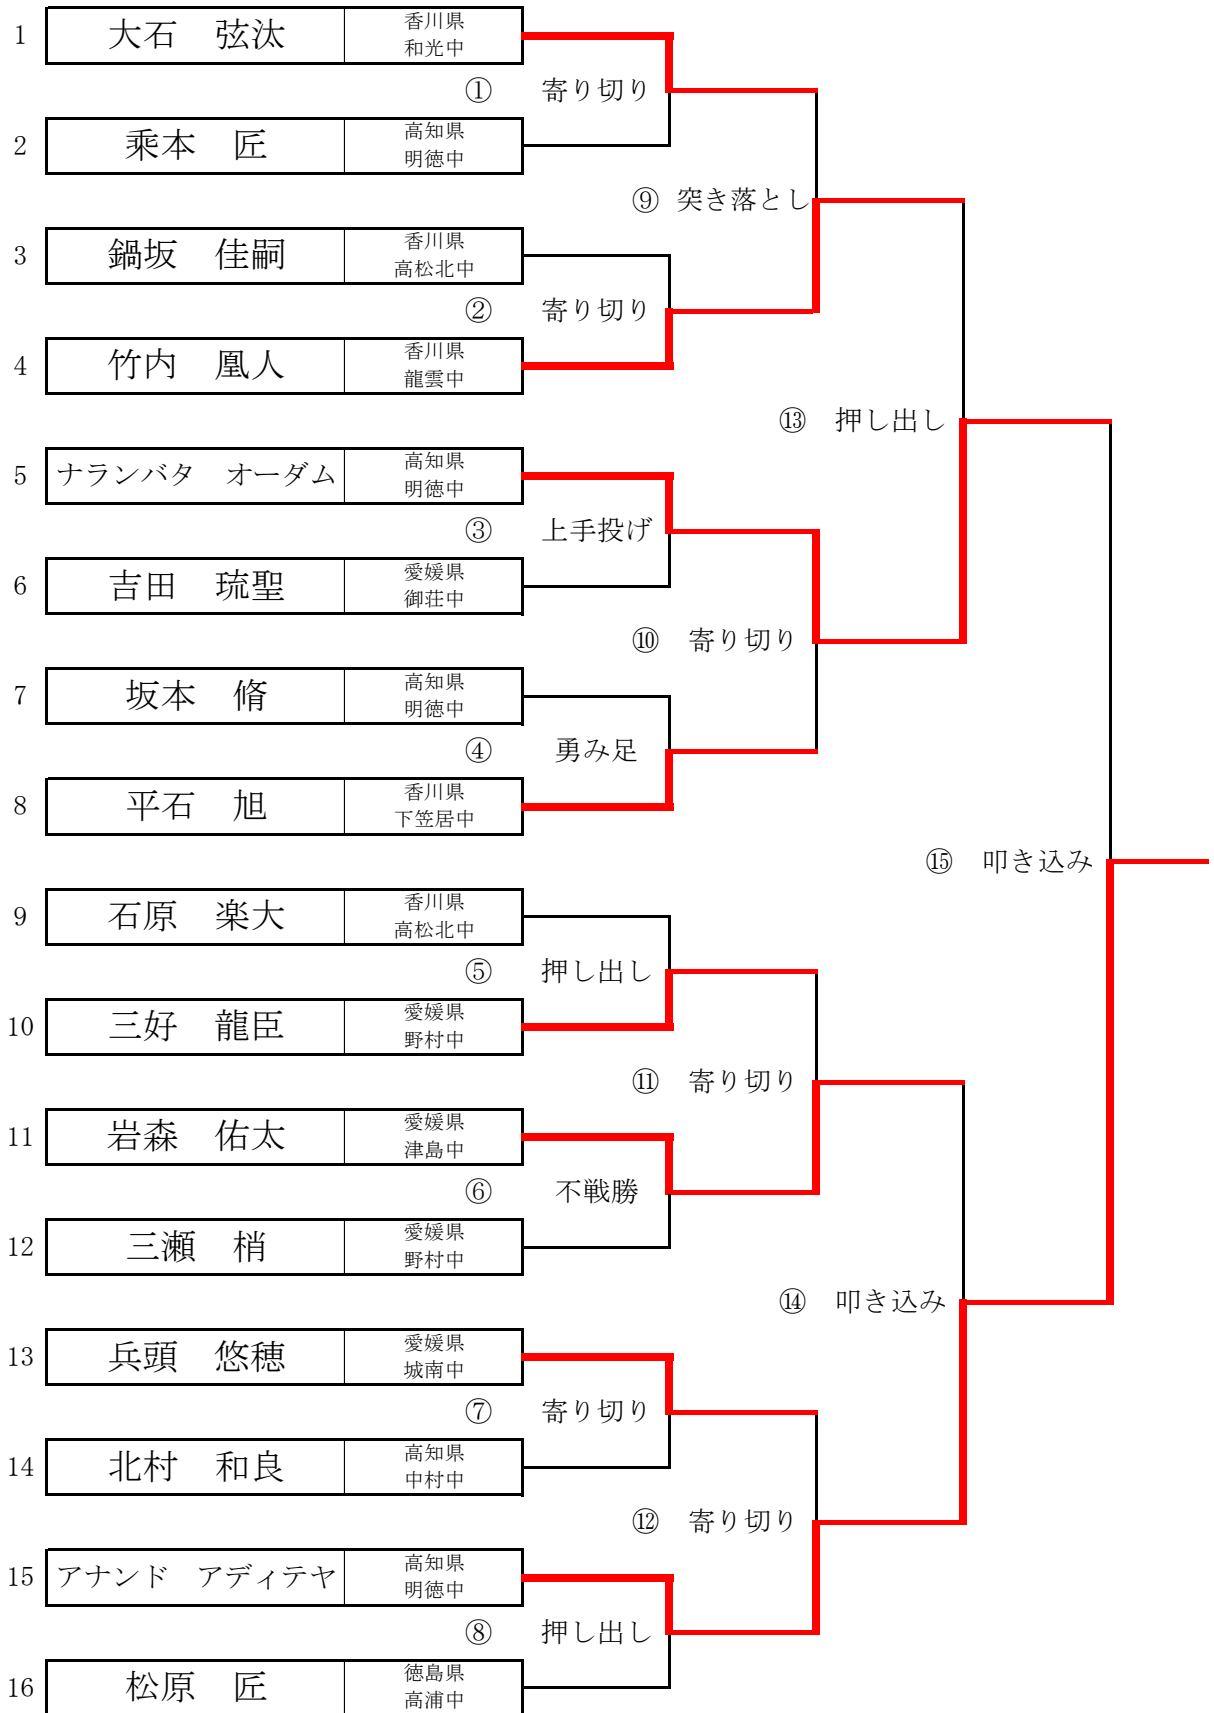 1 大石　弦汰 香川県
和光中
① 寄り切り
2 乗本　匠 高知県
明徳中
⑨ 突き落とし
3 鍋坂　佳嗣 香川県
高松北中
② 寄り切り
4 竹内　凰人 香川県
龍雲中
⑬ 押し出し
5 ナランバタ　オーダム 高知県
明徳中
③ 上手投げ
6 吉田　琉聖 愛媛県
御荘中
⑩ 寄り切り
7 坂本　脩 高知県
明徳中
④ 勇み足
8 平石　旭 香川県
下笠居中
⑮ 叩き込み
9 石原　楽大 香川県
高松北中
⑤ 押し出し
10 三好　龍臣 愛媛県
野村中
⑪ 寄り切り
11 岩森　佑太 愛媛県
津島中
⑥ 不戦勝
12 三瀬　梢 愛媛県
野村中
⑭ 叩き込み
13 兵頭　悠穂 愛媛県
城南中
⑦ 寄り切り
14 北村　和良 高知県
中村中
⑫ 寄り切り
15 アナンド　アディテヤ 高知県
明徳中
⑧ 押し出し
16 松原　匠 徳島県
高浦中